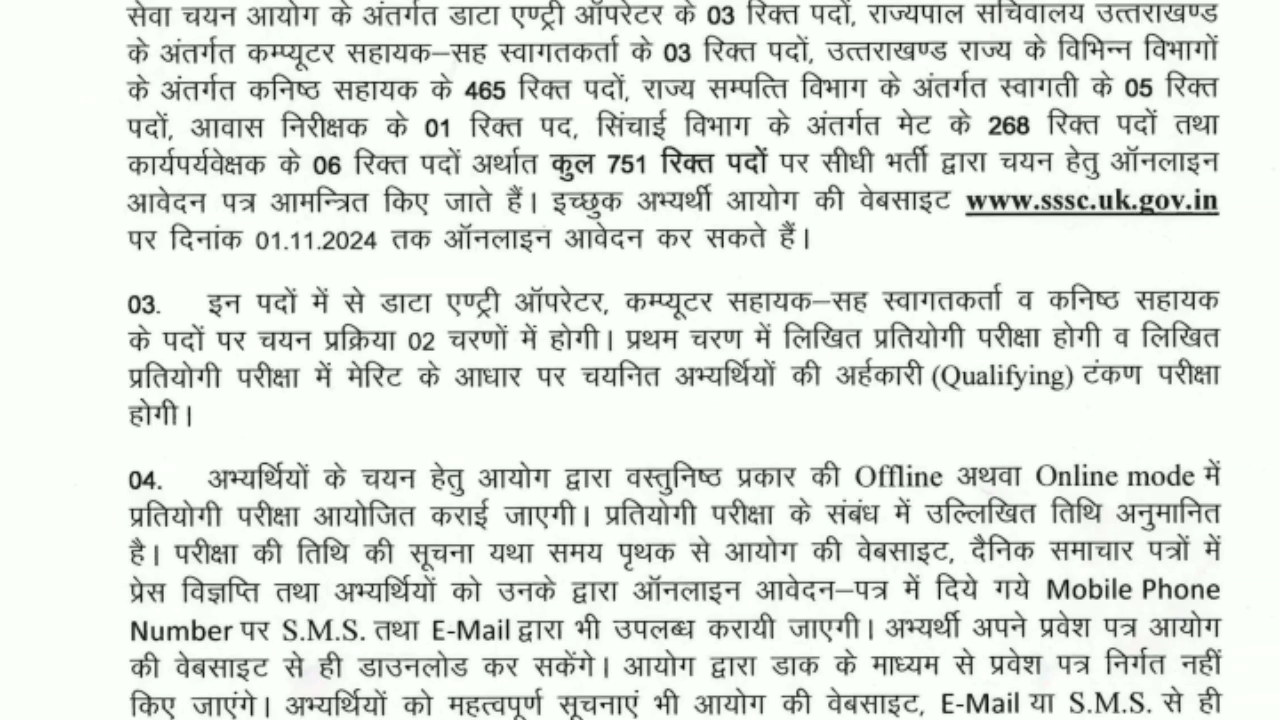 सेवा चयन आयोग के अंतर्गत डाटा एण्ट्री ऑपरेटर के 03 रिक्त पदों, राज्यपाल सचिवालय उत्तराखण्ड
के अंतर्गत कम्प्यूटर सहायक–सह स्वागतकर्ता के 03 रिक्त पदों, उत्तराखण्ड राज्य के विभिन्न विभागों
के अंतर्गत कनिष्ठ सहायक के 465 रिक्त पदों, राज्य सम्पत्ति विभाग के अंतर्गत स्वागती के 05 रिक्त
पदों, आवास निरीक्षक के 01 रिक्त पद, सिंचाई विभाग के अंतर्गत मेट के 268 रिक्त पदों तथा
कार्यपर्यवेक्षक के 06 रिक्त पदों अर्थात कुल 751 रिक्त पदों पर सीधी भर्ती द्वारा चयन हेतु ऑनलाइन
आवेदन पत्र आमन्त्रित किए जाते हैं। इच्छुक अभ्यर्थी आयोग की वेबसाइट www.sssc.uk.gov.in
पर दिनांक 01.11.2024 तक ऑनलाइन आवेदन कर सकते हैं।
03. इन पदों में से डाटा एण्ट्री ऑपरेटर, कम्प्यूटर सहायक–सह स्वागतकर्ता व कनिष्ठ सहायक
के पदों पर चयन प्रक्रिया 02 चरणों में होगी। प्रथम चरण में लिखित प्रतियोगी परीक्षा होगी व लिखित
प्रतियोगी परीक्षा में मेरिट के आधार पर चयनित अभ्यर्थियों की अर्हकारी (Qualifying) टंकण परीक्षा
होगी।
04. अभ्यर्थियों के चयन हेतु आयोग द्वारा वस्तुनिष्ठ प्रकार की Offline अथवा Online mode में
प्रतियोगी परीक्षा आयोजित कराई जाएगी। प्रतियोगी परीक्षा के संबंध में उल्लिखित तिथि अनुमानित
है। परीक्षा की तिथि की सूचना यथा समय पृथक से आयोग की वेबसाइट, दैनिक समाचार पत्रों में
प्रेस विज्ञप्ति तथा अभ्यर्थियों को उनके द्वारा ऑनलाइन आवेदन–पत्र में दिये गये Mobile Phone
Number पर S.M.S. तथा E-Mail द्वारा भी उपलब्ध करायी जाएगी। अभ्यर्थी अपने प्रवेश पत्र आयोग
की वेबसाइट से ही डाउनलोड कर सकेंगे। आयोग द्वारा डाक के माध्यम से प्रवेश पत्र निर्गत नहीं
किए जाएंगे। अभ्यर्थियों को महत्वपूर्ण सूचनाएं भी आयोग की वेबसाइट, E-Mail या S.M.S. से ही